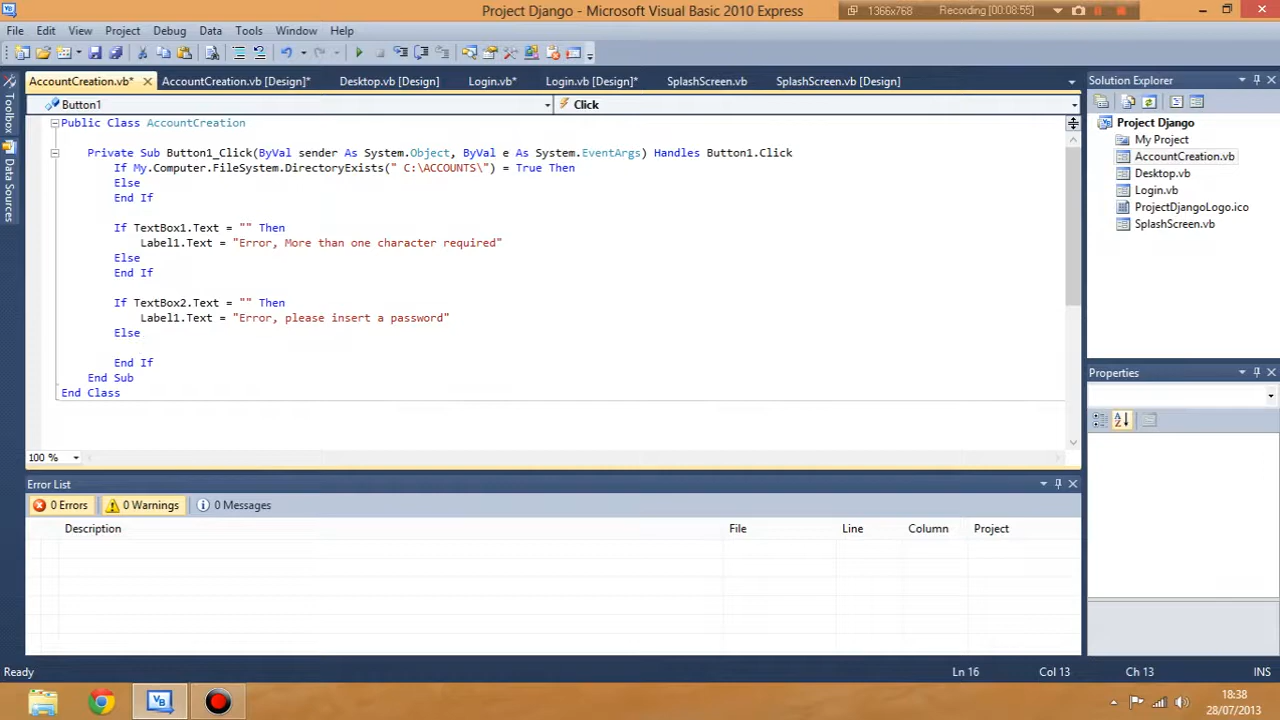 Project Django - Microsoft Visual Basic 2010 Express
1366x768
Recording [00:08:55]
File Edit View Project Debug Data Tools Window Help
AccountCreation.vb* AccountCreation.vb [Design]* Desktop.vb [Design] Login.vb* Login.vb [Design]* SplashScreen.vb SplashScreen.vb [Design]
Button1
Click
Toolbox
Data Sources
Public Class AccountCreation
Private Sub Button1_Click(ByVal sender As System.Object, ByVal e As System.EventArgs) Handles Button1.Click
If My.Computer.FileSystem.DirectoryExists(" C:\ACCOUNTS\") = True Then
Else
End If
If TextBox1.Text = "" Then
Label1.Text = "Error, More than one character required"
Else
End If
If TextBox2.Text = "" Then
Label1.Text = "Error, please insert a password"
Else
End If
End Sub
End Class
100 %
Solution Explorer
Project Django
My Project
AccountCreation.vb
Desktop.vb
Login.vb
ProjectDjangoLogo.ico
SplashScreen.vb
Properties
Error List
0 Errors 0 Warnings 0 Messages
Description File Line Column Project
Ready Ln 16 Col 13 Ch 13 INS
18:38
28/07/2013